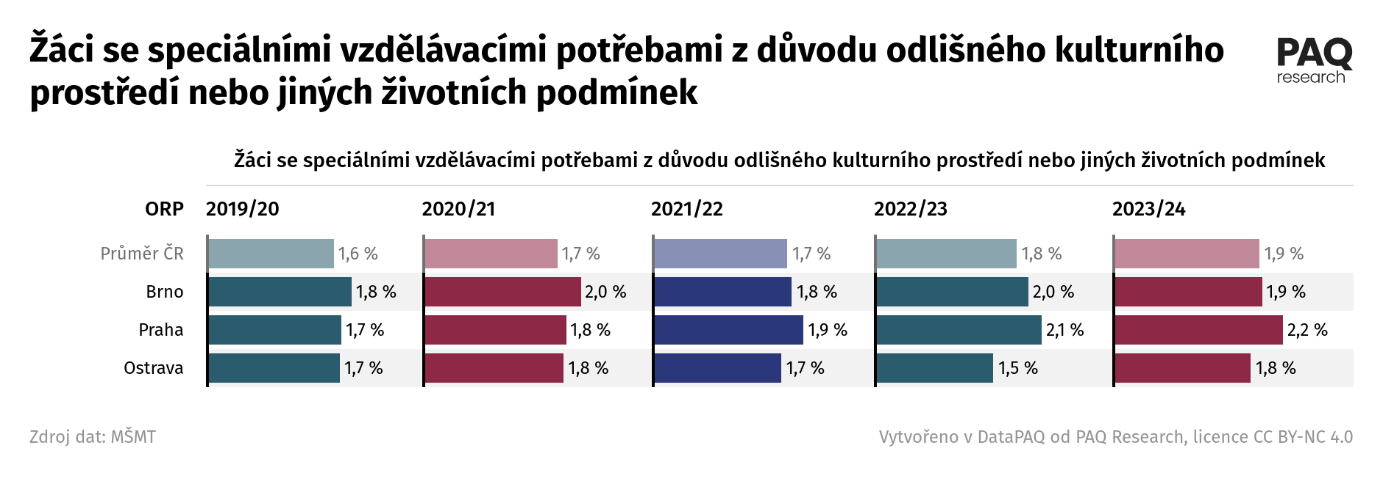 Žáci se speciálními vzdělávacími potřebami z důvodu odlišného kulturního
prostředí nebo jiných životních podmínek
PAQ
research
Žáci se speciálními vzdělávacími potřebami z důvodu odlišného kulturního prostředí nebo jiných životních podmínek
ORP 2019/20 2020/21 2021/22 2022/23 2023/24
Průměr ČR 1,6 % 1,7 % 1,7 % 1,8 % 1,9 %
Brno 1,8 % 2,0 % 1,8 % 2,0 % 1,9 %
Praha 1,7 % 1,8 % 1,9 % 2,1 % 2,2 %
Ostrava 1,7 % 1,8 % 1,7 % 1,5 % 1,8 %
Zdroj dat: MŠMT Vytvořeno v DataPAQ od PAQ Research, licence CC BY-NC 4.0